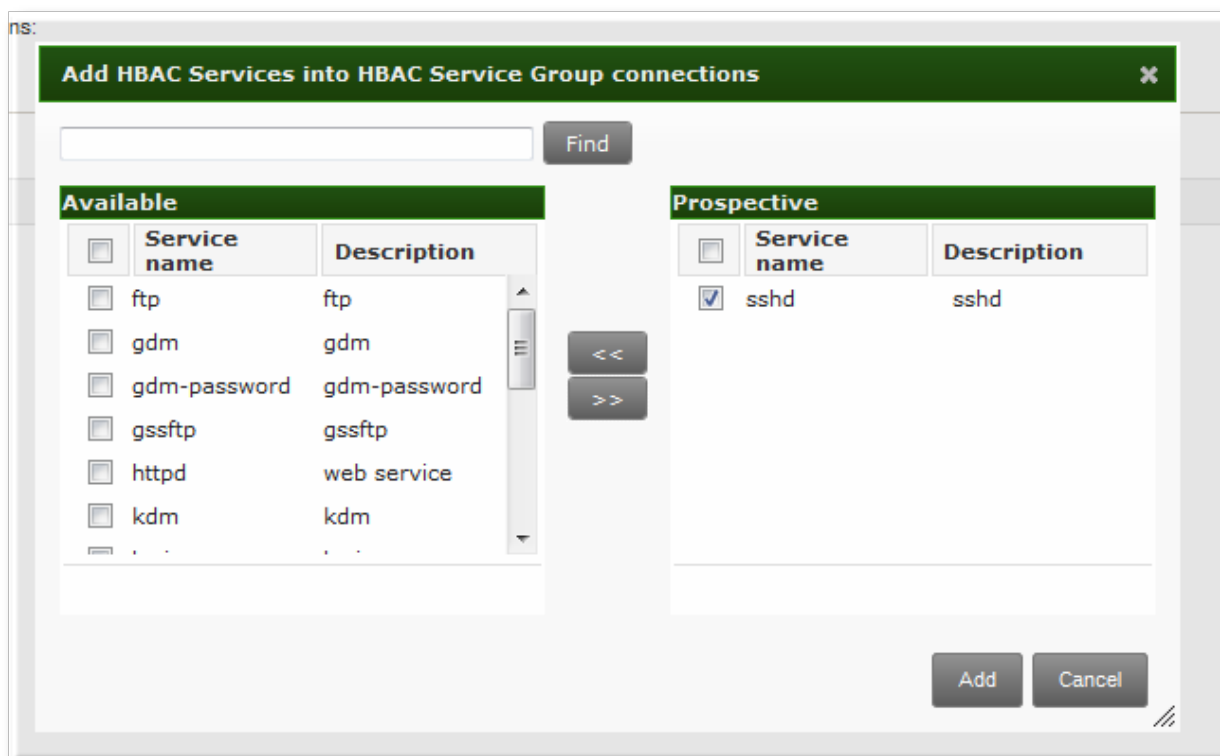 ns:
Add HBAC Services into HBAC Service Group connections
Find
Available
Service name
Description
ftp ftp
gdm gdm
gdm-password gdm-password
gssftp gssftp
httpd web service
kdm kdm
<<
>>
Prospective
Service name
Description
sshd sshd
Add Cancel